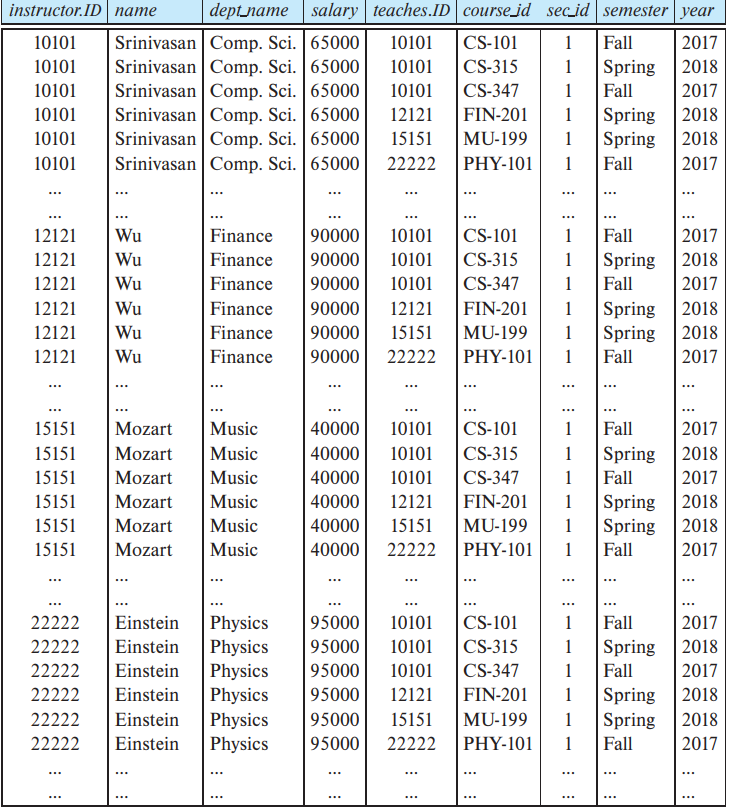 instructor.ID name dept_name salary teaches.ID course_id sec_id semester year
10101 Srinivasan Comp. Sci. 65000 10101 CS-101 1 Fall 2017
10101 Srinivasan Comp. Sci. 65000 10101 CS-315 1 Spring 2018
10101 Srinivasan Comp. Sci. 65000 10101 CS-347 1 Fall 2017
10101 Srinivasan Comp. Sci. 65000 12121 FIN-201 1 Spring 2018
10101 Srinivasan Comp. Sci. 65000 15151 MU-199 1 Spring 2018
10101 Srinivasan Comp. Sci. 65000 22222 PHY-101 1 Fall 2017
... ... ... ... ... ... ... ... ...
... ... ... ... ... ... ... ... ...
12121 Wu Finance 90000 10101 CS-101 1 Fall 2017
12121 Wu Finance 90000 10101 CS-315 1 Spring 2018
12121 Wu Finance 90000 10101 CS-347 1 Fall 2017
12121 Wu Finance 90000 12121 FIN-201 1 Spring 2018
12121 Wu Finance 90000 15151 MU-199 1 Spring 2018
12121 Wu Finance 90000 22222 PHY-101 1 Fall 2017
... ... ... ... ... ... ... ... ...
... ... ... ... ... ... ... ... ...
15151 Mozart Music 40000 10101 CS-101 1 Fall 2017
15151 Mozart Music 40000 10101 CS-315 1 Spring 2018
15151 Mozart Music 40000 10101 CS-347 1 Fall 2017
15151 Mozart Music 40000 12121 FIN-201 1 Spring 2018
15151 Mozart Music 40000 15151 MU-199 1 Spring 2018
15151 Mozart Music 40000 22222 PHY-101 1 Fall 2017
... ... ... ... ... ... ... ... ...
... ... ... ... ... ... ... ... ...
22222 Einstein Physics 95000 10101 CS-101 1 Fall 2017
22222 Einstein Physics 95000 10101 CS-315 1 Spring 2018
22222 Einstein Physics 95000 10101 CS-347 1 Fall 2017
22222 Einstein Physics 95000 12121 FIN-201 1 Spring 2018
22222 Einstein Physics 95000 15151 MU-199 1 Spring 2018
22222 Einstein Physics 95000 22222 PHY-101 1 Fall 2017
... ... ... ... ... ... ... ... ...
... ... ... ... ... ... ... ... ...